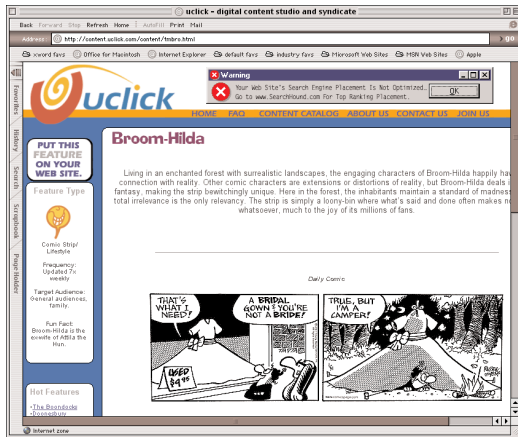 uclick - digital content studio and syndicate
Back Forward Stop Refresh Home AutoFill Print Mail
Address: http://content.uclick.com/content/tmbro.html go
xword favs Office for Macintosh Internet Explorer default favs industry favs Microsoft Web Sites MSN Web Sites Apple
Favorites
History
Search
Scrapbook
Page Holder
uclick
Warning
Your Web Site's Search Engine Placement Is Not Optimized.
Go to www.SearchHound.com For Top Ranking Placement.
OK
HOME FAQ CONTENT CATALOG ABOUT US CONTACT US JOIN US
PUT THIS
FEATURE
ON YOUR
WEB SITE.
Feature Type
Comic Strip/
Lifestyle
Frequency:
Updated 7x
weekly
Target Audience:
General audiences,
family.
Fun Fact:
Broom-Hilda is the
ex-wife of Attila the
Hun.
Hot Features
•The Boondocks
•Doonesbury
Broom-Hilda
Living in an enchanted forest with surrealistic landscapes, the engaging characters of Broom-Hilda happily hav
connection with reality. Other comic characters are extensions or distortions of reality, but Broom-Hilda deals i
fantasy, making the strip bewitchingly unique. Here in the forest, the inhabitants maintain a standard of madness
total irrelevance is the only relevancy. The strip is simply a loony-bin where what's said and done often makes no
whatsoever, much to the joy of its millions of fans.
Daily Comic
THAT'S
WHAT I
NEED!
A BRIDAL
GOWN? YOU'RE
NOT A BRIDE!
USED
$4.95
TRUE, BUT
I'M A
CAMPER!
Internet zone